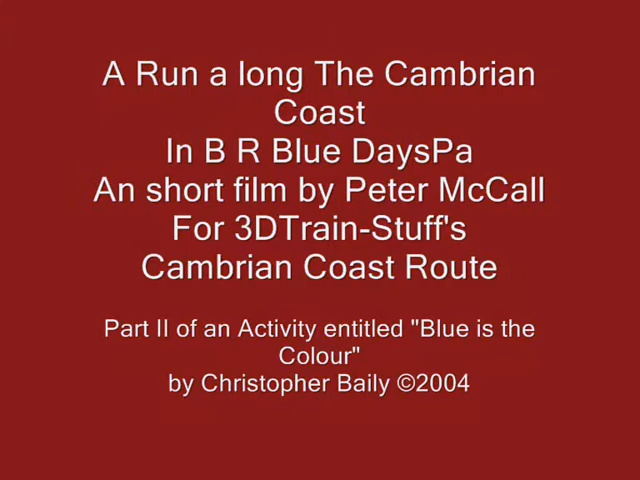 A Run a long The Cambrian
Coast
In B R Blue DaysPa
An short film by Peter McCall
For 3DTrain-Stuff's
Cambrian Coast Route
Part II of an Activity entitled "Blue is the
Colour"
by Christopher Baily ©2004